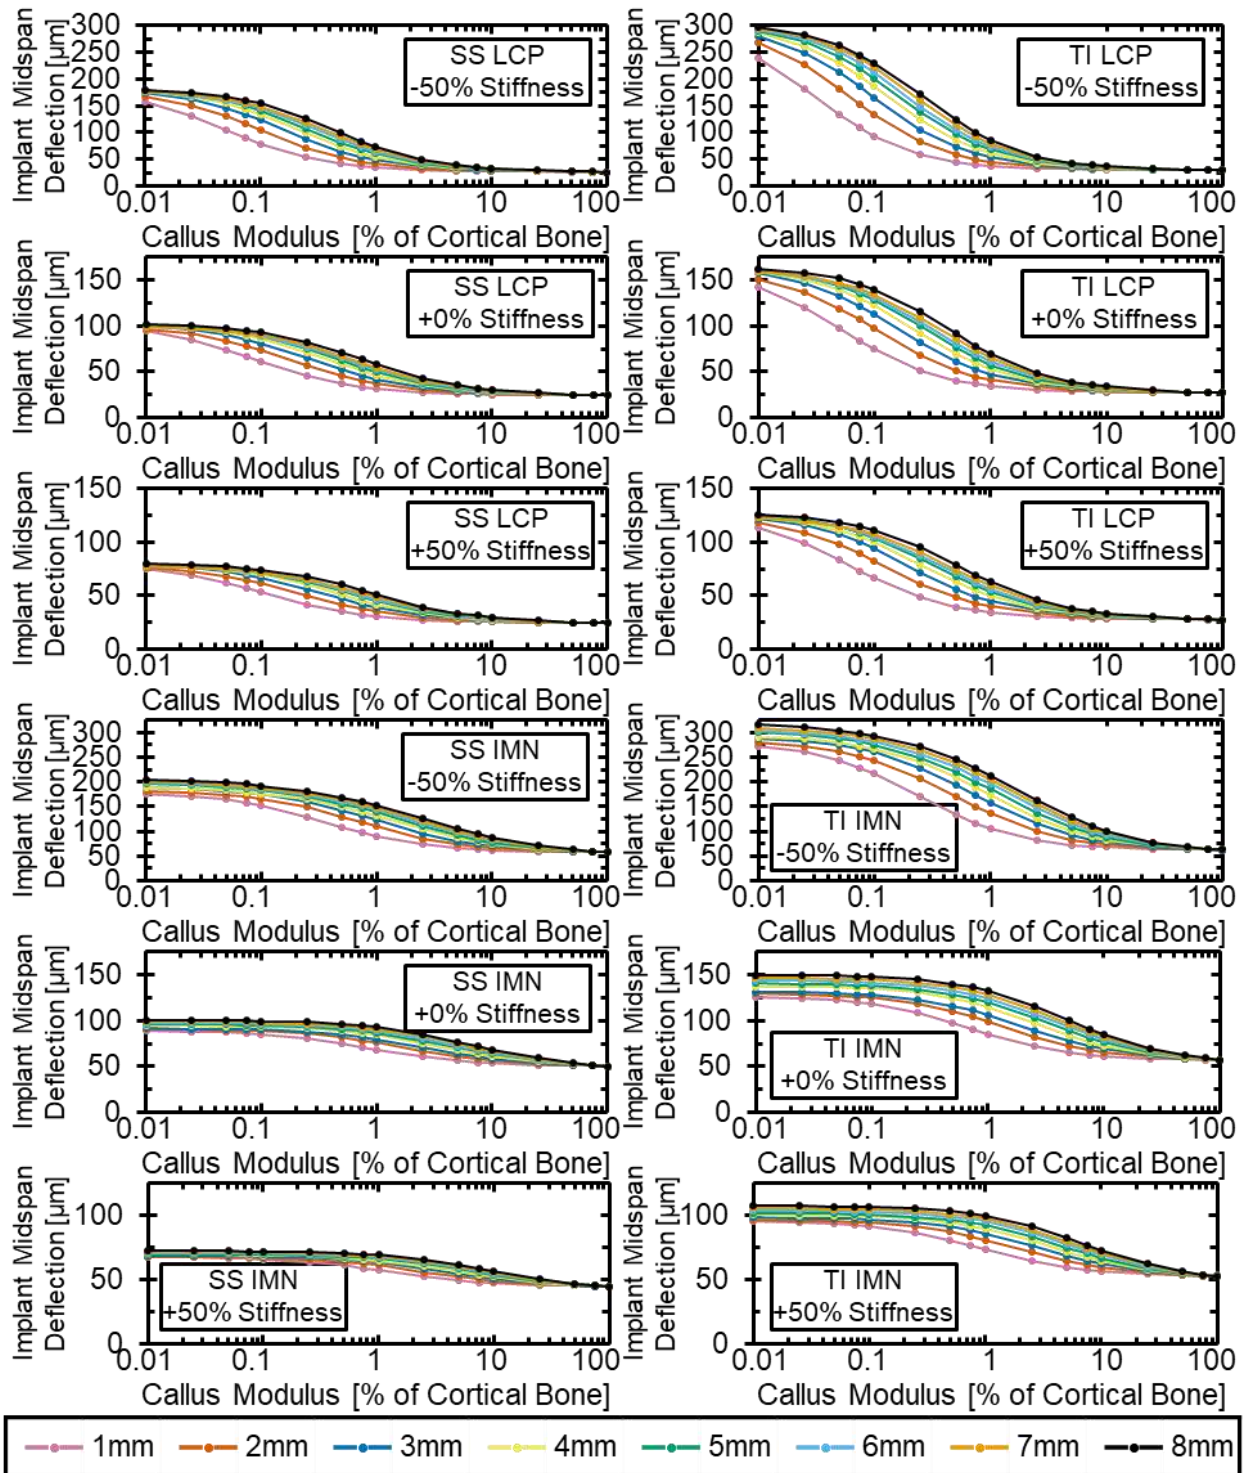 Implant Midspan
Deflection [µm]
300
250
200
150
100
50
0
SS LCP
-50% Stiffness
0.01 0.1 1 10 100
Callus Modulus [% of Cortical Bone]
Implant Midspan
Deflection [µm]
300
250
200
150
100
50
0
TI LCP
-50% Stiffness
0.01 0.1 1 10 100
Callus Modulus [% of Cortical Bone]
Implant Midspan
Deflection [µm]
150
100
50
0
SS LCP
+0% Stiffness
0.01 0.1 1 10 100
Callus Modulus [% of Cortical Bone]
Implant Midspan
Deflection [µm]
150
100
50
0
TI LCP
+0% Stiffness
0.01 0.1 1 10 100
Callus Modulus [% of Cortical Bone]
Implant Midspan
Deflection [µm]
150
100
50
0
SS LCP
+50% Stiffness
0.01 0.1 1 10 100
Callus Modulus [% of Cortical Bone]
Implant Midspan
Deflection [µm]
150
100
50
0
TI LCP
+50% Stiffness
0.01 0.1 1 10 100
Callus Modulus [% of Cortical Bone]
Implant Midspan
Deflection [µm]
300
250
200
150
100
50
0
SS IMN
-50% Stiffness
0.01 0.1 1 10 100
Callus Modulus [% of Cortical Bone]
Implant Midspan
Deflection [µm]
300
250
200
150
100
50
0
TI IMN
-50% Stiffness
0.01 0.1 1 10 100
Callus Modulus [% of Cortical Bone]
Implant Midspan
Deflection [µm]
150
100
50
0
SS IMN
+0% Stiffness
0.01 0.1 1 10 100
Callus Modulus [% of Cortical Bone]
Implant Midspan
Deflection [µm]
150
100
50
0
TI IMN
+0% Stiffness
0.01 0.1 1 10 100
Callus Modulus [% of Cortical Bone]
Implant Midspan
Deflection [µm]
100
50
0
SS IMN
+50% Stiffness
0.01 0.1 1 10 100
Callus Modulus [% of Cortical Bone]
Implant Midspan
Deflection [µm]
100
50
0
TI IMN
+50% Stiffness
0.01 0.1 1 10 100
Callus Modulus [% of Cortical Bone]
1mm 2mm 3mm 4mm 5mm 6mm 7mm 8mm